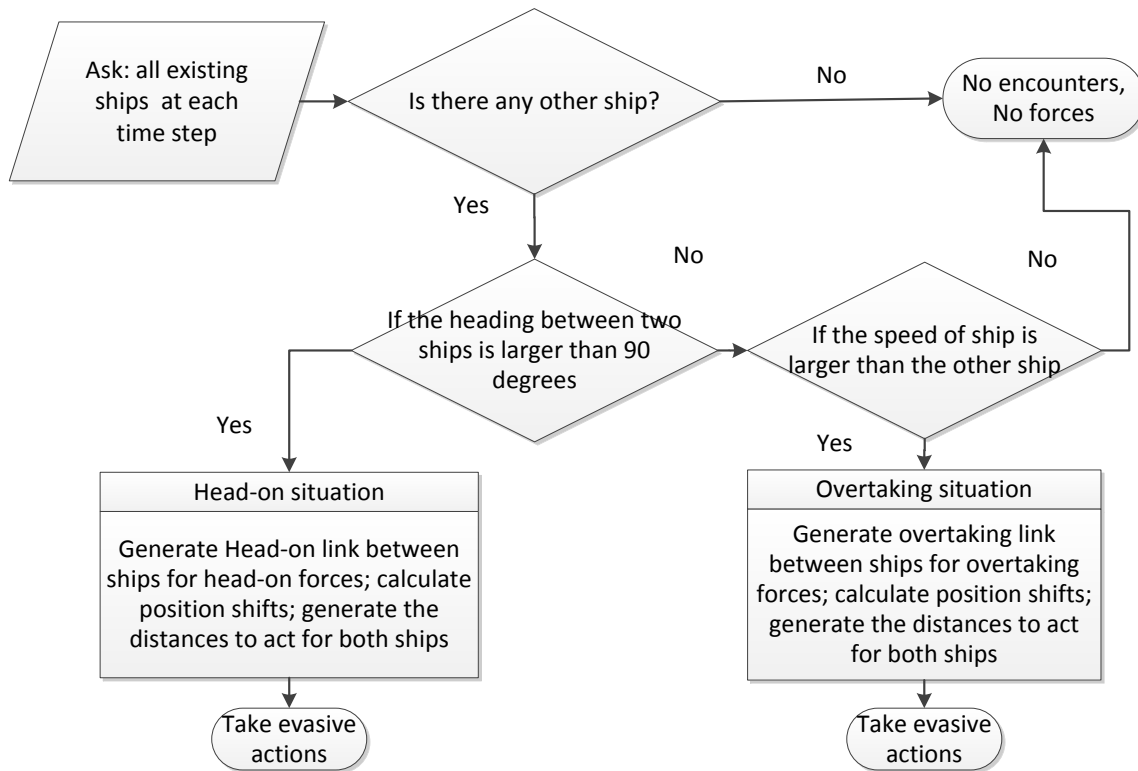 Ask: all existing
ships at each
time step
Is there any other ship?
No
No encounters,
No forces
Yes
If the heading between two
ships is larger than 90
degrees
No
If the speed of ship is
larger than the other ship
No
Yes
Head-on situation
Generate Head-on link between
ships for head-on forces; calculate
position shifts; generate the
distances to act for both ships
Take evasive
actions
Yes
Overtaking situation
Generate overtaking link
between ships for overtaking
forces; calculate position shifts;
generate the distances to act
for both ships
Take evasive
actions